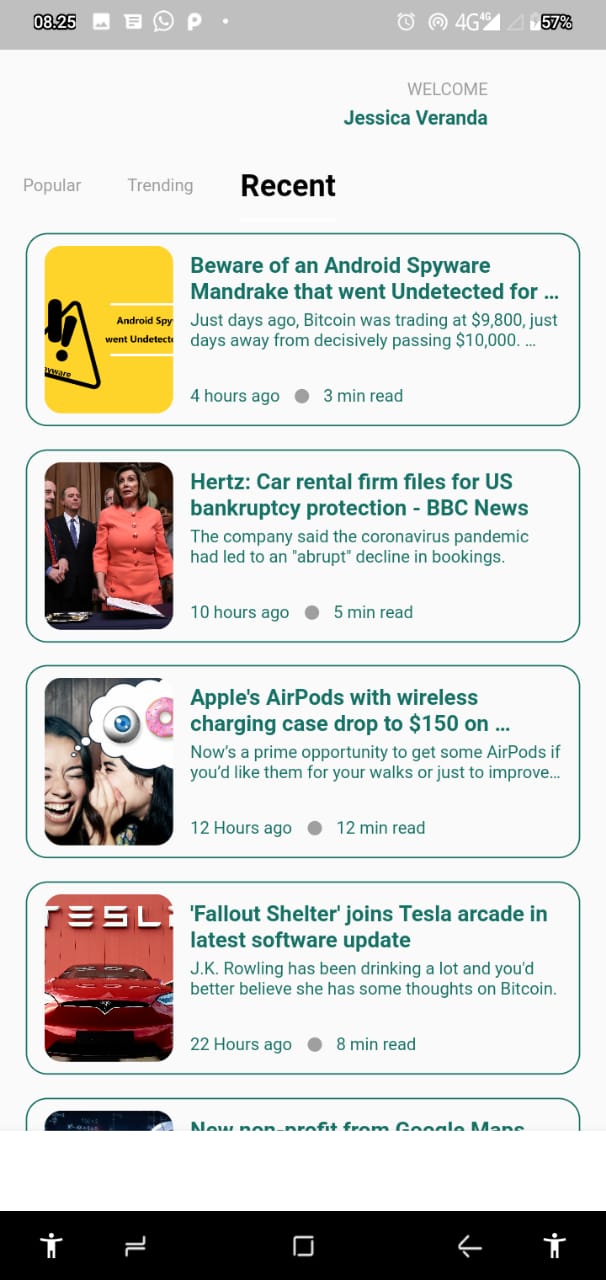 08.25
4G 4G 57%
WELCOME
Jessica Veranda
Popular Trending Recent
Android Spy
went Undetecte
yware
Beware of an Android Spyware
Mandrake that went Undetected for ...
Just days ago, Bitcoin was trading at $9,800, just
days away from decisively passing $10,000. ...
4 hours ago 3 min read
Hertz: Car rental firm files for US
bankruptcy protection - BBC News
The company said the coronavirus pandemic
had led to an "abrupt" decline in bookings.
10 hours ago 5 min read
Apple's AirPods with wireless
charging case drop to $150 on ...
Now’s a prime opportunity to get some AirPods if
you’d like them for your walks or just to improve...
12 Hours ago 12 min read
TESL
'Fallout Shelter' joins Tesla arcade in
latest software update
J.K. Rowling has been drinking a lot and you'd
better believe she has some thoughts on Bitcoin.
22 Hours ago 8 min read
New non-profit from Google Maps